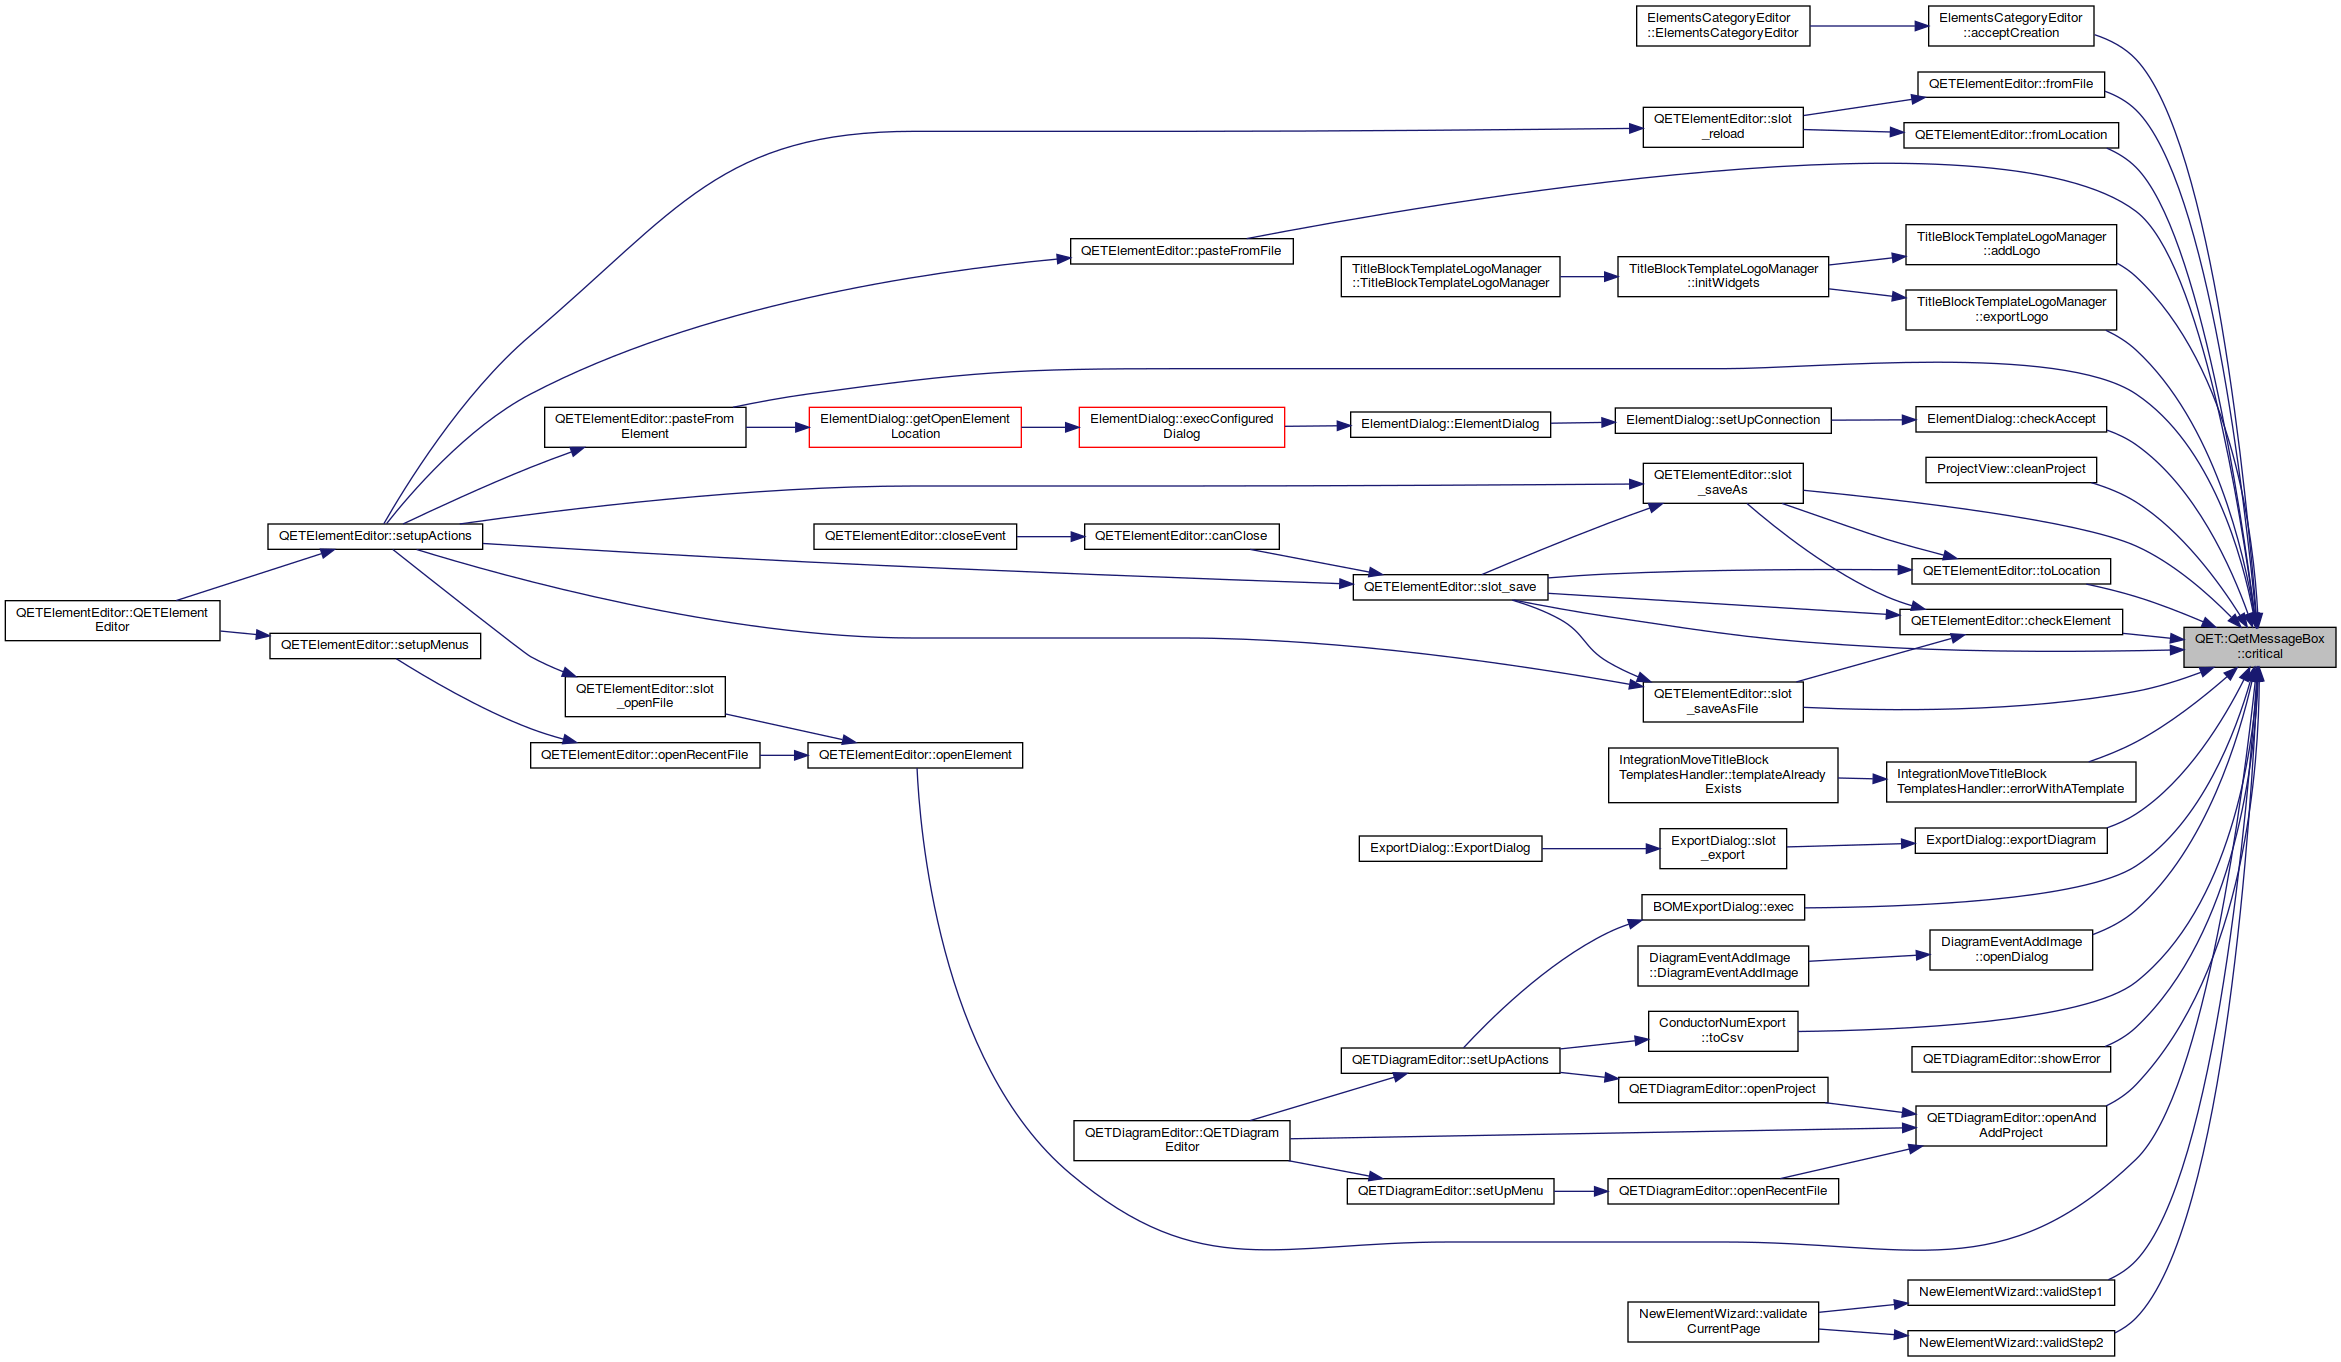 ElementsCategoryEditor
::ElementsCategoryEditor
ElementsCategoryEditor
::acceptCreation
QETElementEditor::fromFile
QETElementEditor::slot
_reload
QETElementEditor::fromLocation
QETElementEditor::pasteFromFile
TitleBlockTemplateLogoManager
::TitleBlockTemplateLogoManager
TitleBlockTemplateLogoManager
::initWidgets
TitleBlockTemplateLogoManager
::addLogo
TitleBlockTemplateLogoManager
::exportLogo
QETElementEditor::pasteFrom
Element
ElementDialog::getOpenElement
Location
ElementDialog::execConfigured
Dialog
ElementDialog::ElementDialog
ElementDialog::setUpConnection
ElementDialog::checkAccept
ProjectView::cleanProject
QETElementEditor::slot
_saveAs
QETElementEditor::setupActions
QETElementEditor::closeEvent
QETElementEditor::canClose
QETElementEditor::slot_save
QETElementEditor::toLocation
QETElementEditor::checkElement
QETElementEditor::QETElement
Editor
QETElementEditor::setupMenus
QET::QetMessageBox
::critical
QETElementEditor::slot
_openFile
QETElementEditor::slot
_saveAsFile
QETElementEditor::openRecentFile
QETElementEditor::openElement
IntegrationMoveTitleBlock
TemplatesHandler::templateAlready
Exists
IntegrationMoveTitleBlock
TemplatesHandler::errorWithATemplate
ExportDialog::ExportDialog
ExportDialog::slot
_export
ExportDialog::exportDiagram
BOMExportDialog::exec
DiagramEventAddImage
::DiagramEventAddImage
DiagramEventAddImage
::openDialog
ConductorNumExport
::toCsv
QETDiagramEditor::setUpActions
QETDiagramEditor::showError
QETDiagramEditor::openProject
QETDiagramEditor::QETDiagram
Editor
QETDiagramEditor::openAnd
AddProject
QETDiagramEditor::setUpMenu
QETDiagramEditor::openRecentFile
NewElementWizard::validate
CurrentPage
NewElementWizard::validStep1
NewElementWizard::validStep2